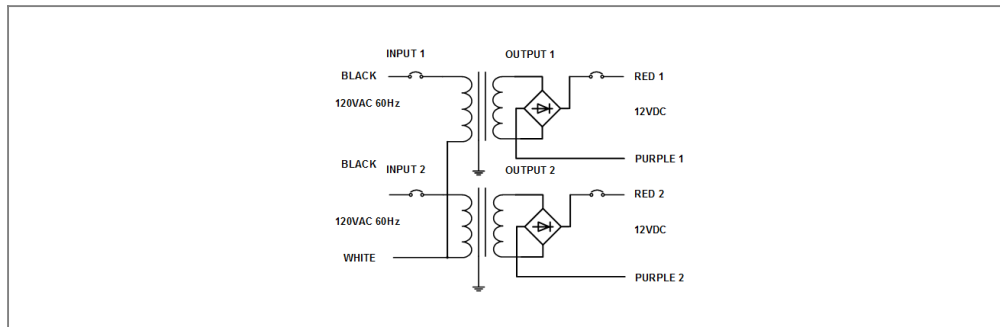 INPUT 1
OUTPUT 1
BLACK
RED 1
120VAC 60Hz
12VDC
PURPLE 1
BLACK
INPUT 2
OUTPUT 2
RED 2
120VAC 60Hz
12VDC
WHITE
PURPLE 2